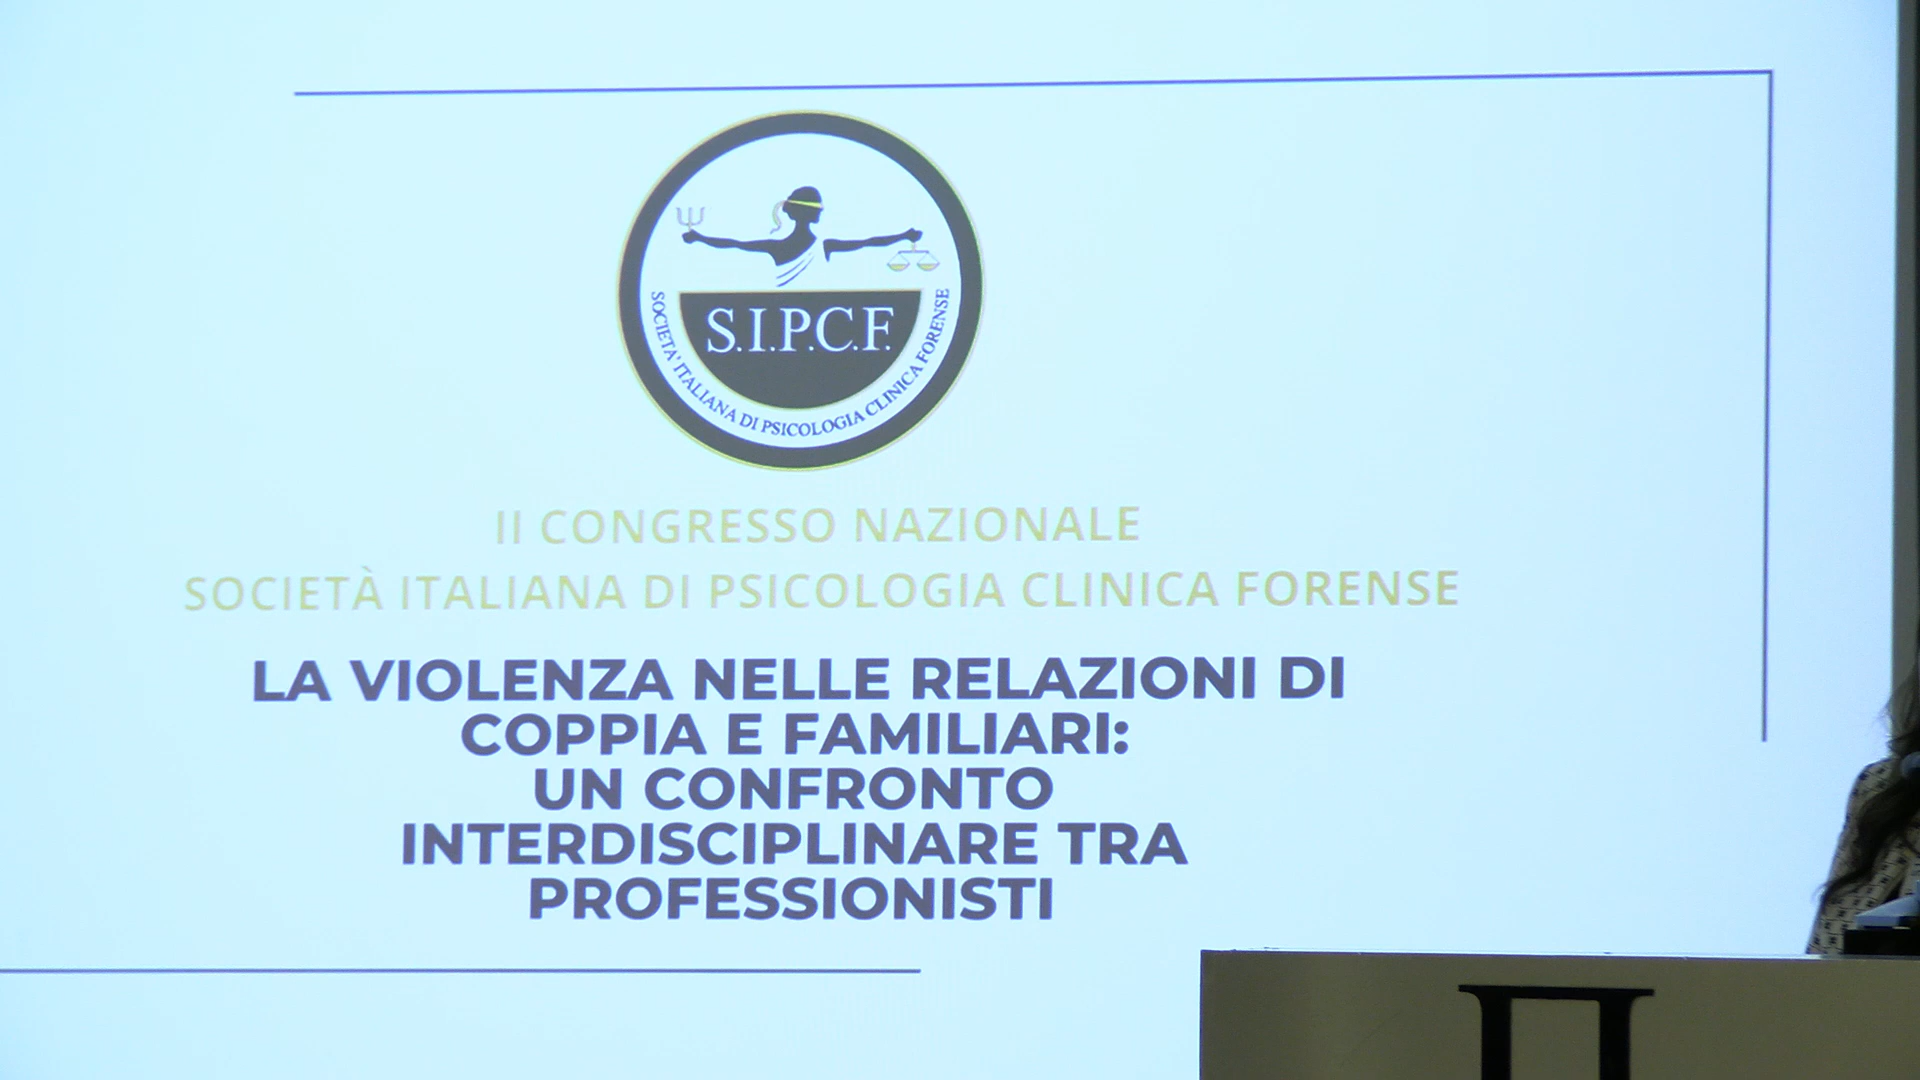 S.I.P.C.F.
SOCIETA' ITALIANA DI PSICOLOGIA CLINICA FORENSE
II CONGRESSO NAZIONALE
SOCIETÀ ITALIANA DI PSICOLOGIA CLINICA FORENSE
LA VIOLENZA NELLE RELAZIONI DI
COPPIA E FAMILIARI:
UN CONFRONTO
INTERDISCIPLINARE TRA
PROFESSIONISTI